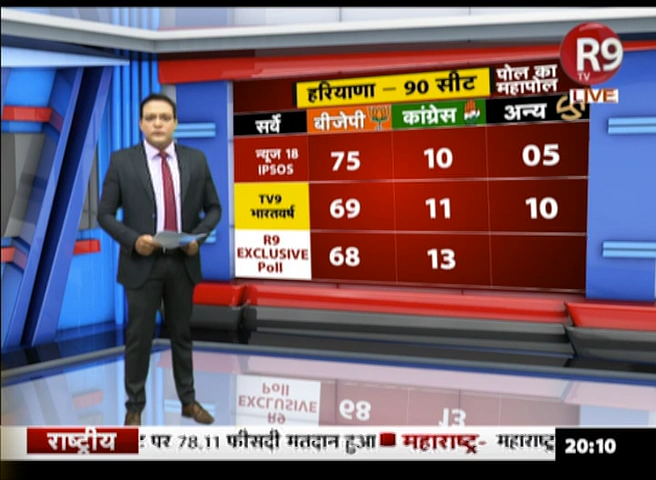 R9
TV
LIVE
हरियाणा – 90 सीट
पोल का
महापोल
सर्वे बीजेपी कांग्रेस अन्य
न्यूज 18
IPSOS 75 10 05
TV9
भारतवर्ष 69 11 10
R9
EXCLUSIVE
Poll 68 13
राष्ट्रीय पर 78.11 फीसदी मतदान हुआ महाराष्ट्र- महाराष्ट्र 20:10